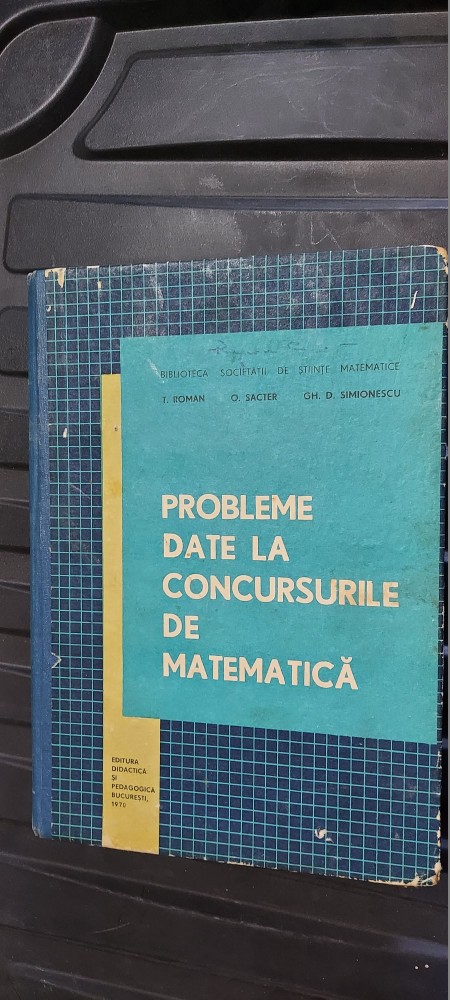 BIBLIOTECA SOCIETĂȚII DE ȘTIINȚE MATEMATICE
T. ROMAN O. SACTER GH. D. SIMIONESCU
PROBLEME
DATE LA
CONCURSURILE
DE
MATEMATICĂ
EDITURA
DIDACTICĂ
ȘI
PEDAGOGICĂ
BUCUREȘTI,
1970